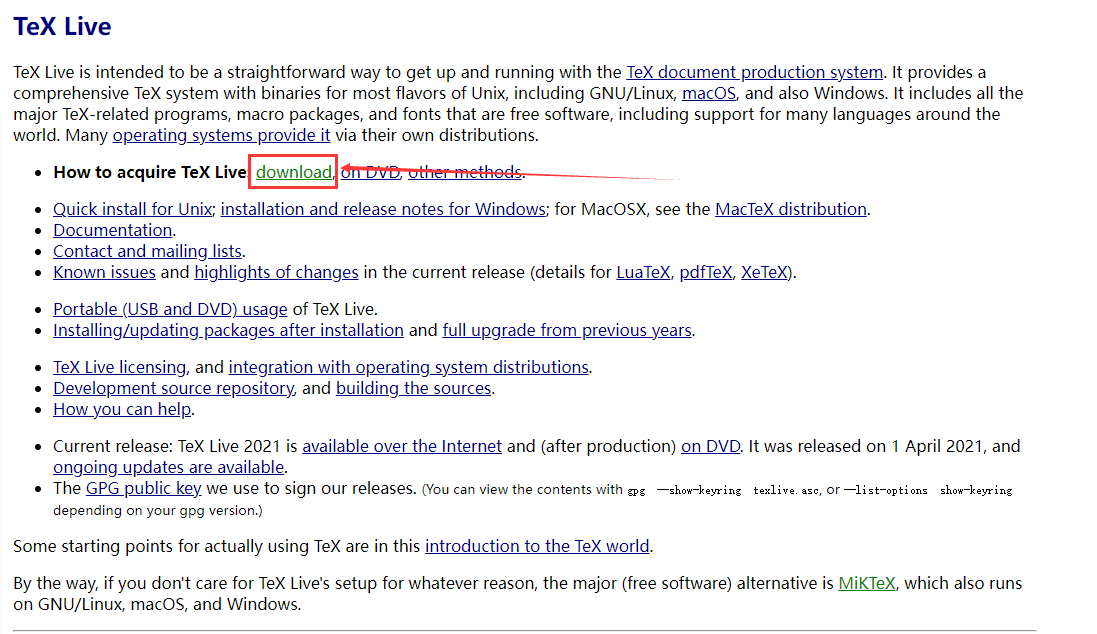 TeX Live
TeX Live is intended to be a straightforward way to get up and running with the TeX document production system. It provides a
comprehensive TeX system with binaries for most flavors of Unix, including GNU/Linux, macOS, and also Windows. It includes all the
major TeX-related programs, macro packages, and fonts that are free software, including support for many languages around the
world. Many operating systems provide it via their own distributions.
• How to acquire TeX Live: download, on DVD, other methods.
• Quick install for Unix; installation and release notes for Windows; for MacOSX, see the MacTeX distribution.
• Documentation.
• Contact and mailing lists.
• Known issues and highlights of changes in the current release (details for LuaTeX, pdfTeX, XeTeX).
• Portable (USB and DVD) usage of TeX Live.
• Installing/updating packages after installation and full upgrade from previous years.
• TeX Live licensing, and integration with operating system distributions.
• Development source repository, and building the sources.
• How you can help.
• Current release: TeX Live 2021 is available over the Internet and (after production) on DVD. It was released on 1 April 2021, and
ongoing updates are available.
• The GPG public key we use to sign our releases. (You can view the contents with gpg --show-keyring texlive.asc, or --list-options show-keyring
depending on your gpg version.)
Some starting points for actually using TeX are in this introduction to the TeX world.
By the way, if you don't care for TeX Live's setup for whatever reason, the major (free software) alternative is MiKTeX, which also runs
on GNU/Linux, macOS, and Windows.